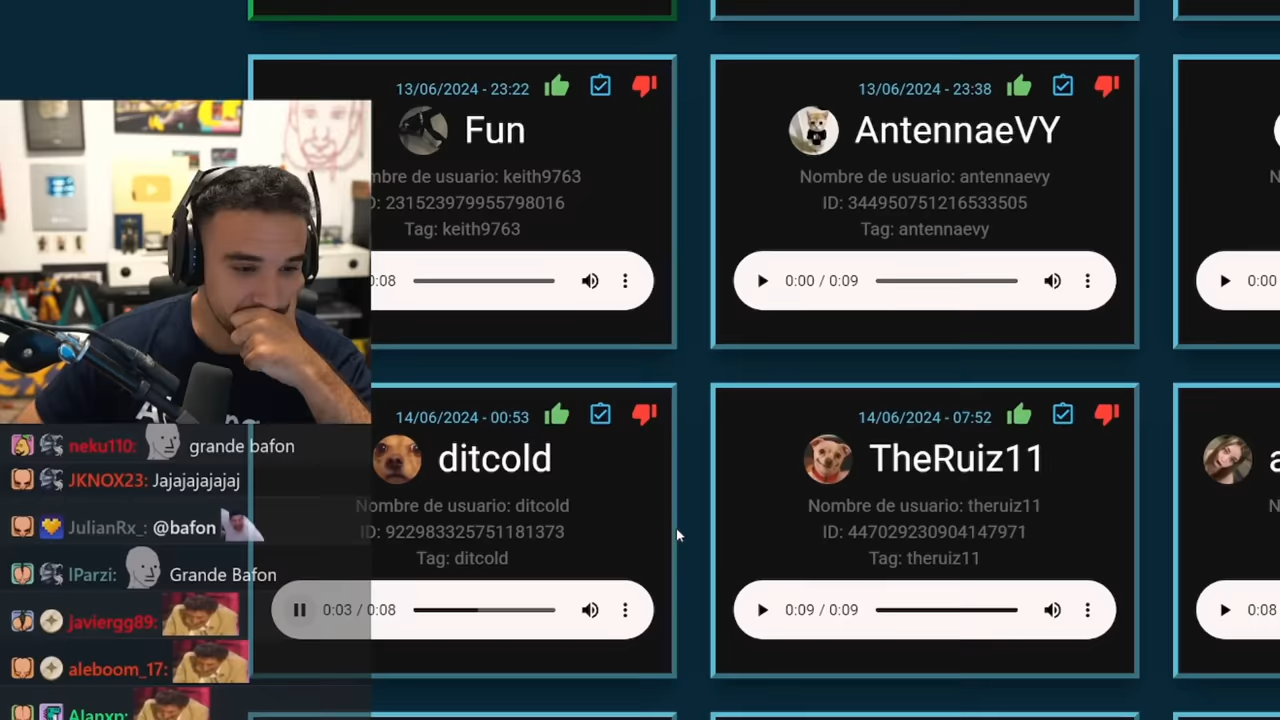 13/06/2024 - 23:22
Fun
mbre de usuario: keith9763
D: 231523979955798016
Tag: keith9763
0:08
13/06/2024 - 23:38
AntennaeVY
Nombre de usuario: antennaevy
ID: 344950751216533505
Tag: antennaevy
0:00 / 0:09
N
0:00
14/06/2024 - 00:53
ditcold
Nombre de usuario: ditcold
ID: 922983325751181373
Tag: ditcold
0:03 / 0:08
14/06/2024 - 07:52
TheRuiz11
Nombre de usuario: theruiz11
ID: 447029230904147971
Tag: theruiz11
0:09 / 0:09
a
N
0:08
neku110: grande bafon
JKNOX23: Jajajajajajaj
JulianRx_: @bafon
lParzi: Grande Bafon
javiergg89:
aleboom_17:
Alanxp: